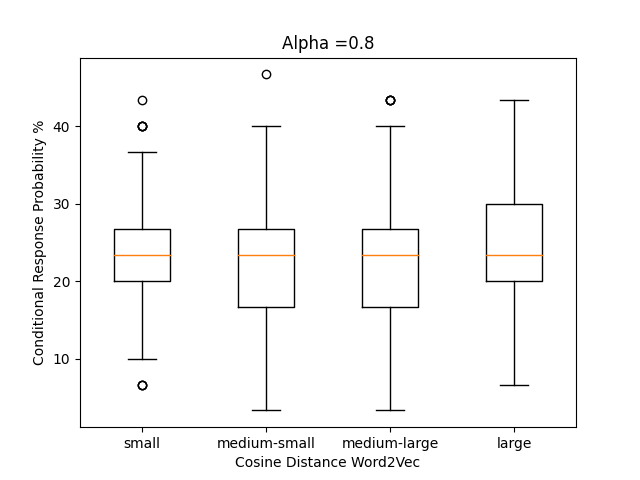 Alpha =0.8
Conditional Response Probability %
40
30
20
10
small medium-small medium-large large
Cosine Distance Word2Vec